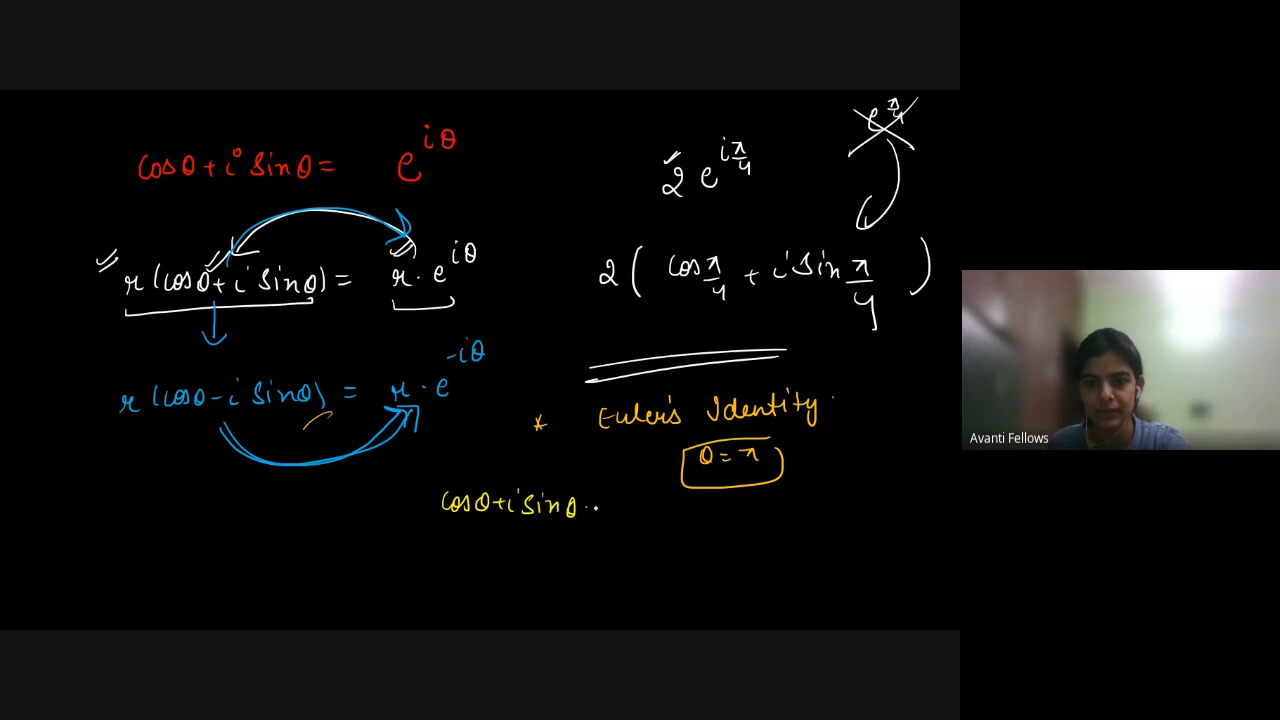 cosθ + i sinθ = e^{iθ}
r(cosθ + i sinθ) = r · e^{iθ}
r(cosθ - i sinθ) = r · e^{-iθ}
2 e^{iπ/4}
e^{π/4}
2( cos π/4 + i sin π/4 )
* Euler's Identity.
θ = π
cosθ + i sinθ ..
Avanti Fellows